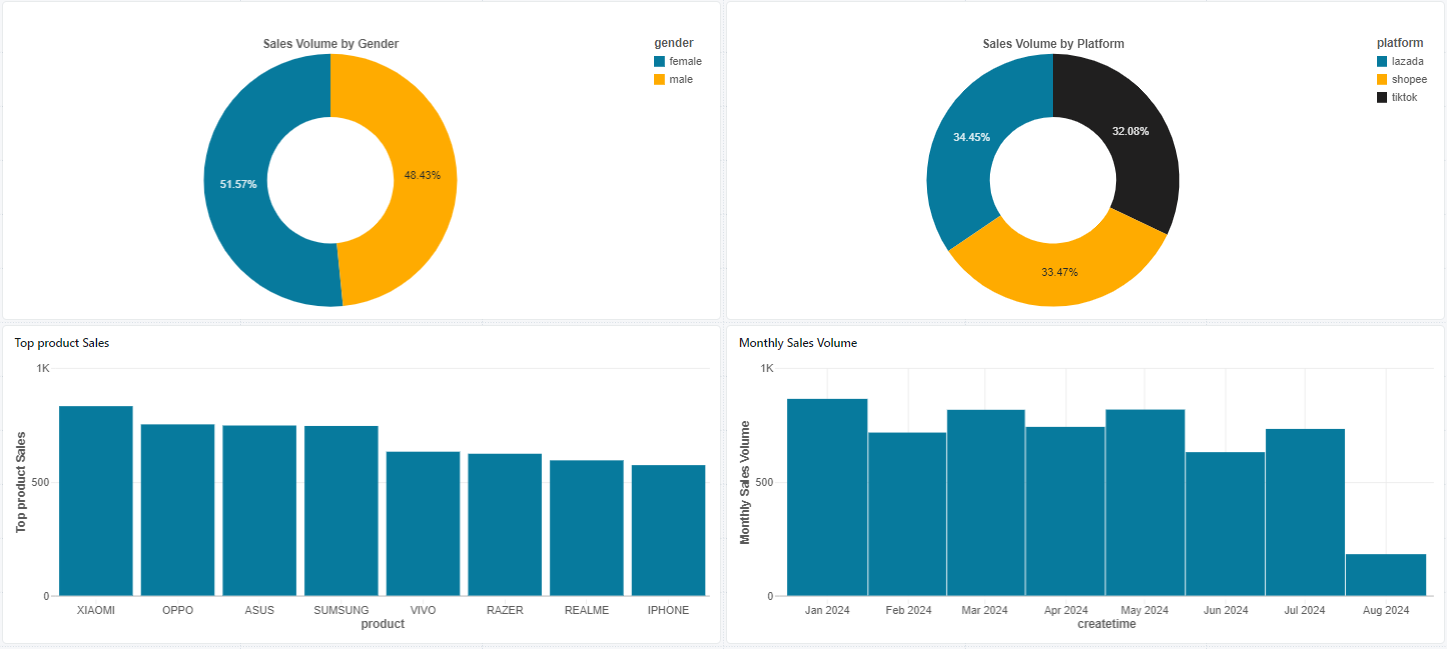 Sales Volume by Gender
gender
female
male
51.57%
48.43%
Sales Volume by Platform
platform
lazada
shopee
tiktok
34.45%
32.08%
33.47%
Top product Sales
1K
500
0
Top product Sales
XIAOMI OPPO ASUS SUMSUNG VIVO RAZER REALME IPHONE
product
Monthly Sales Volume
1K
500
0
Monthly Sales Volume
Jan 2024 Feb 2024 Mar 2024 Apr 2024 May 2024 Jun 2024 Jul 2024 Aug 2024
createtime